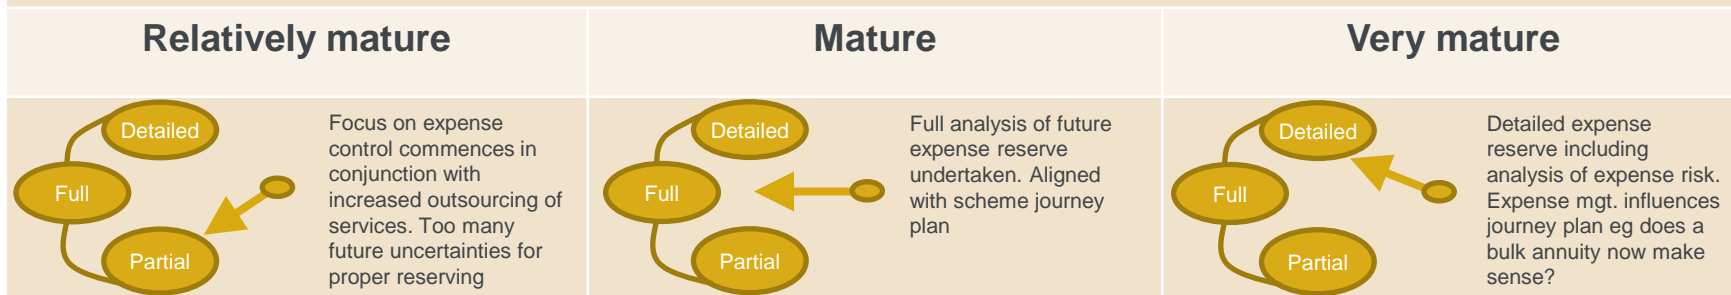 Relatively mature
Mature
Very mature
Detailed
Full
Partial
Focus on expense
control commences in
conjunction with
increased outsourcing of
services. Too many
future uncertainties for
proper reserving
Detailed
Full
Partial
Full analysis of future
expense reserve
undertaken. Aligned
with scheme journey
plan
Detailed
Full
Partial
Detailed expense
reserve including
analysis of expense risk.
Expense mgt. influences
journey plan eg does a
bulk annuity now make
sense?